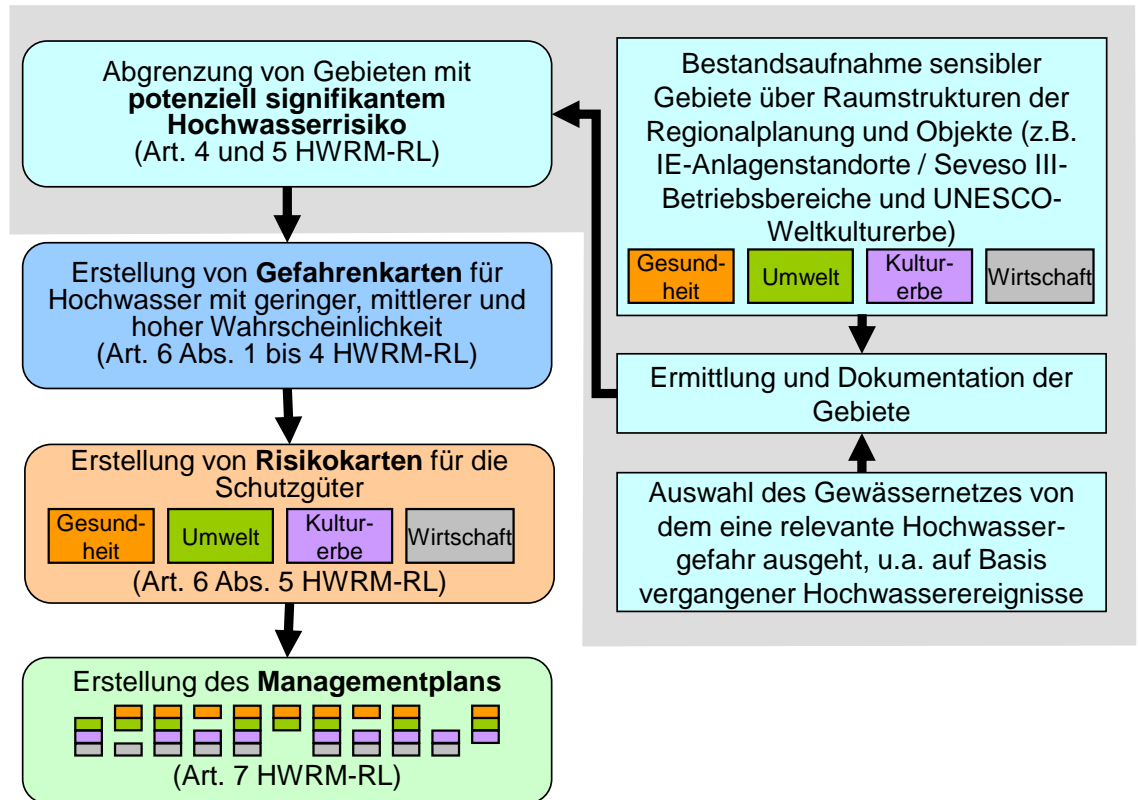 Abgrenzung von Gebieten mit
potenziell signifikantem
Hochwasserrisiko
(Art. 4 und 5 HWRM-RL)
Erstellung von Gefahrenkarten für
Hochwasser mit geringer, mittlerer und
hoher Wahrscheinlichkeit
(Art. 6 Abs. 1 bis 4 HWRM-RL)
Erstellung von Risikokarten für die
Schutzgüter
Gesund-
heit
Umwelt
Kultur-
erbe
Wirtschaft
(Art. 6 Abs. 5 HWRM-RL)
Erstellung des Managementplans
(Art. 7 HWRM-RL)
Bestandsaufnahme sensibler
Gebiete über Raumstrukturen der
Regionalplanung und Objekte (z.B.
IE-Anlagenstandorte / Seveso III-
Betriebsbereiche und UNESCO-
Weltkulturerbe)
Gesund-
heit
Umwelt
Kultur-
erbe
Wirtschaft
Ermittlung und Dokumentation der
Gebiete
Auswahl des Gewässernetzes von
dem eine relevante Hochwasser-
gefahr ausgeht, u.a. auf Basis
vergangener Hochwasserereignisse